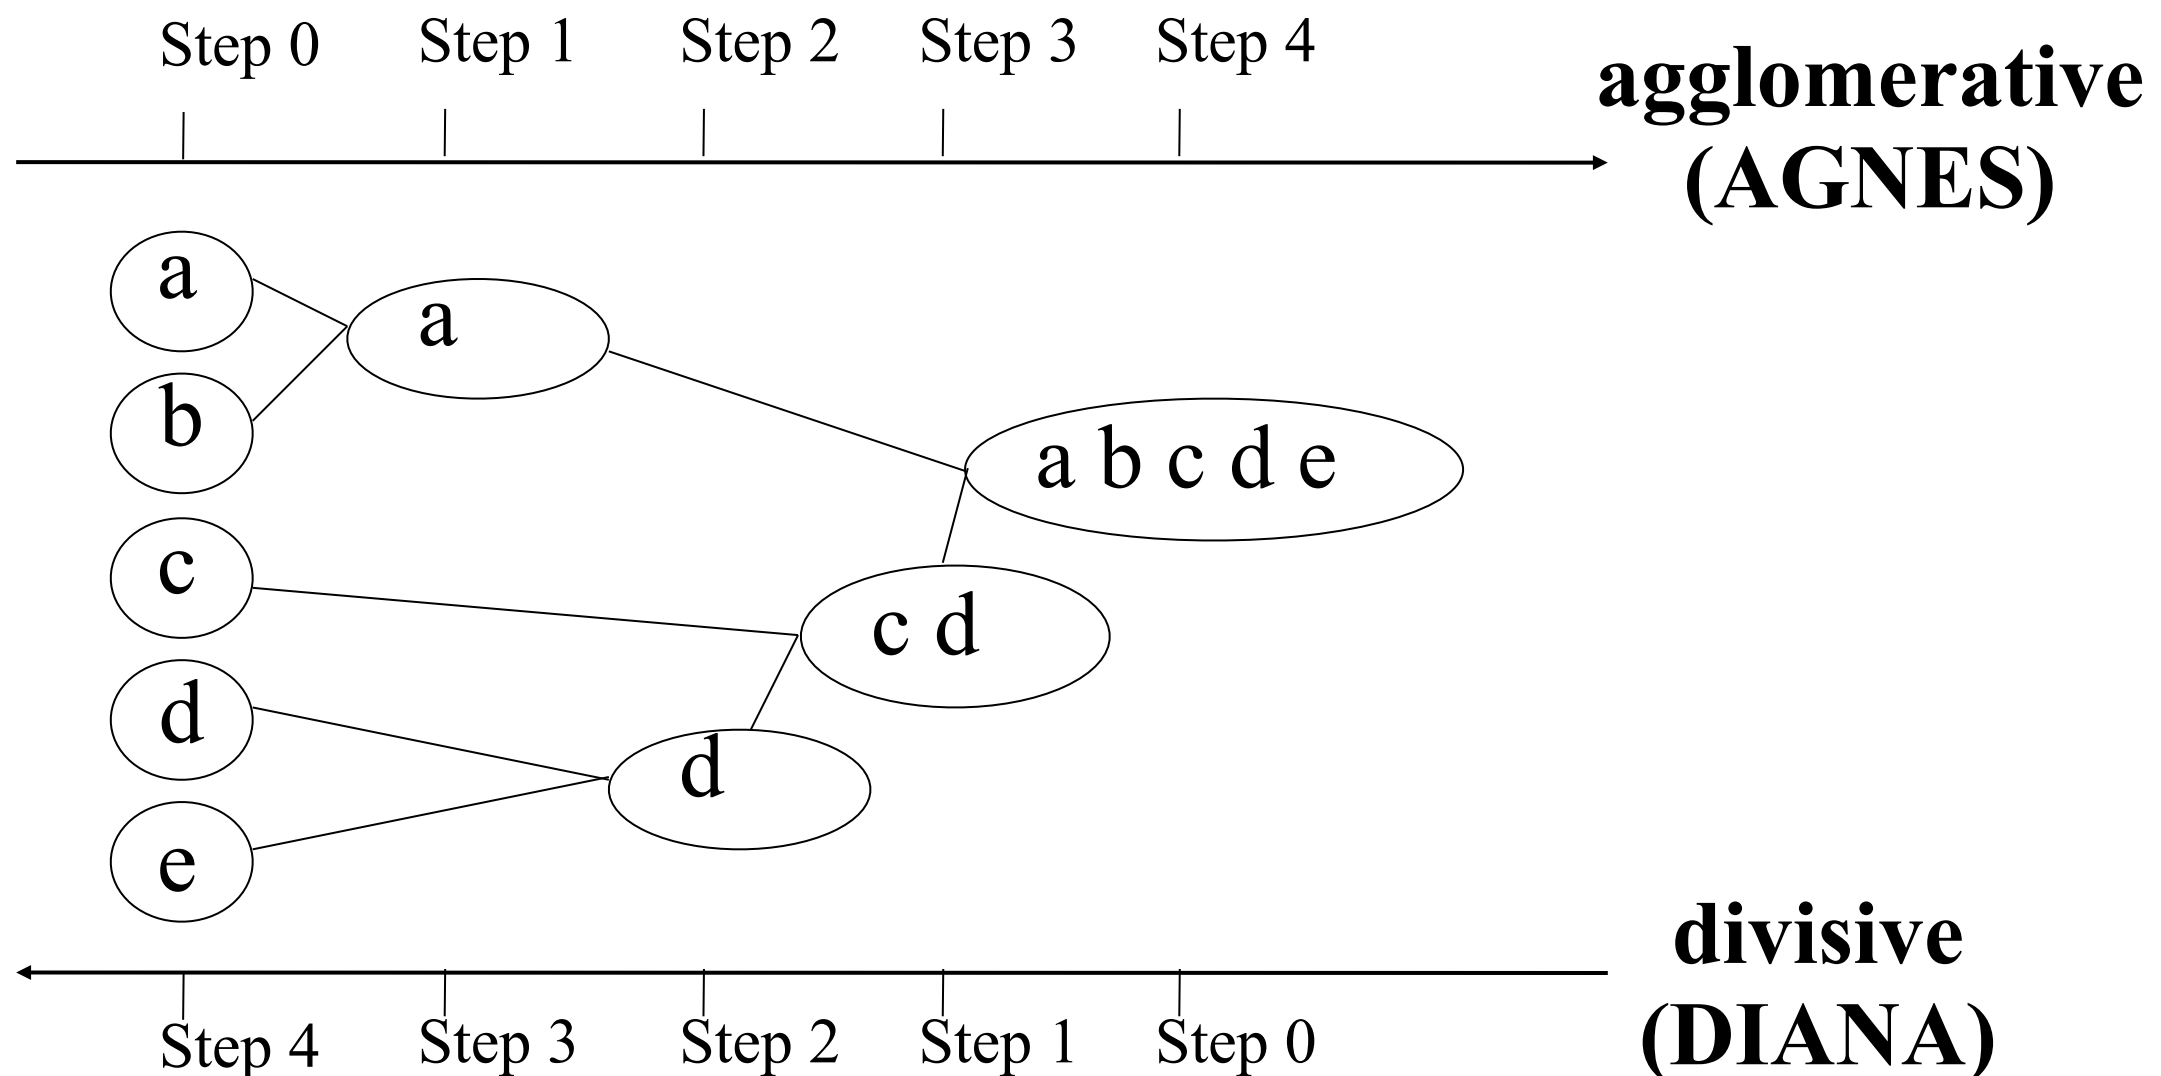 Step 0 Step 1 Step 2 Step 3 Step 4
agglomerative
(AGNES)
a
a
b
a b c d e
c
c d
d
d
e
divisive
(DIANA)
Step 4 Step 3 Step 2 Step 1 Step 0